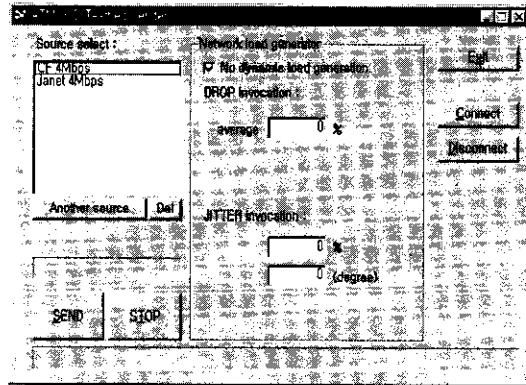 Source select :
CF 4Mbps
Janet 4Mbps
Another source
Del
SEND
STOP
Network load generator
No dynamic load generation
DROP invocation :
average 0 %
JITTER invocation :
0 %
0 (degree)
Exit
Connect
Disconnect